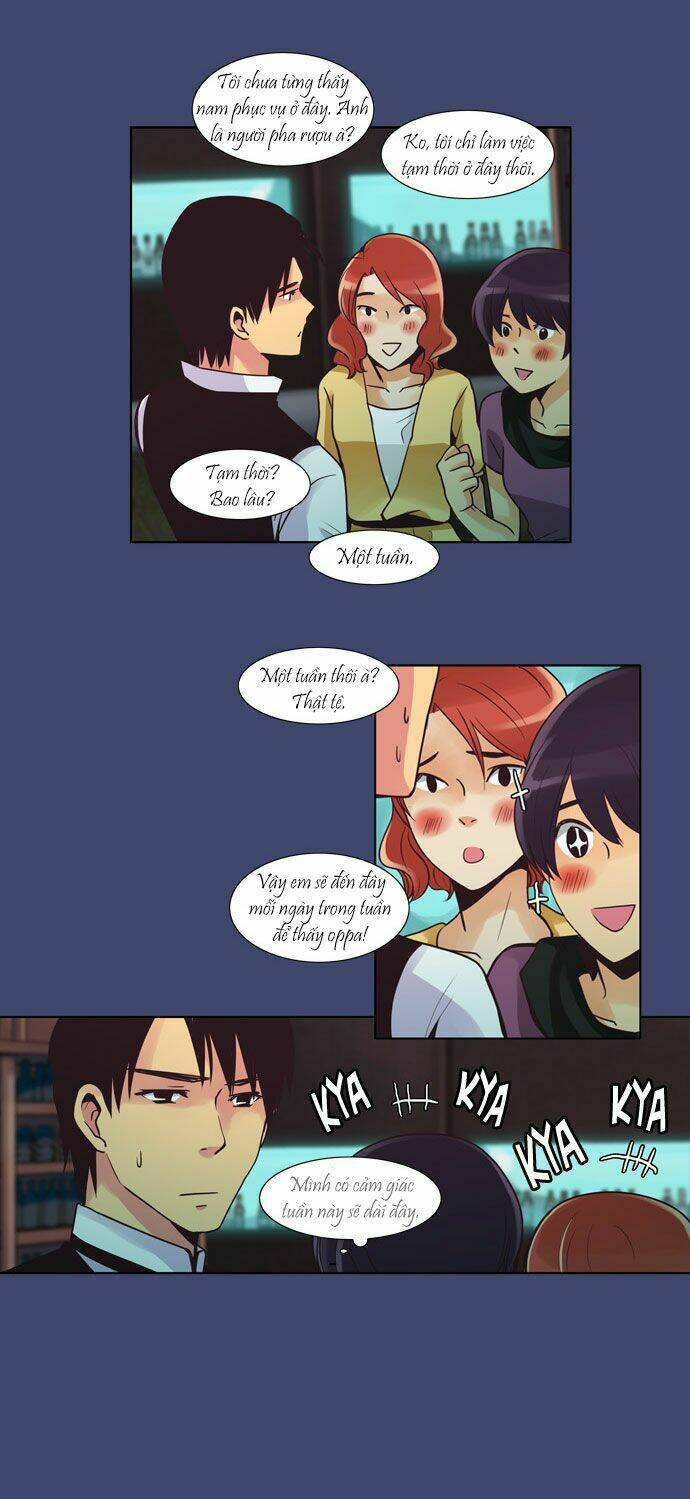 Tôi chưa từng thấy
nam phục vụ ở đây. Anh
là người pha rượu à?
Ko, tôi chỉ làm việc
tạm thời ở đây thôi.
Tạm thời?
Bao lâu?
Một tuần.
Một tuần thôi à?
Thật tệ.
Vậy em sẽ đến đây
mỗi ngày trong tuần
để thấy oppa!
KYA
KYA
KYA
KYA
Mình có cảm giác
tuần này sẽ dài đây.